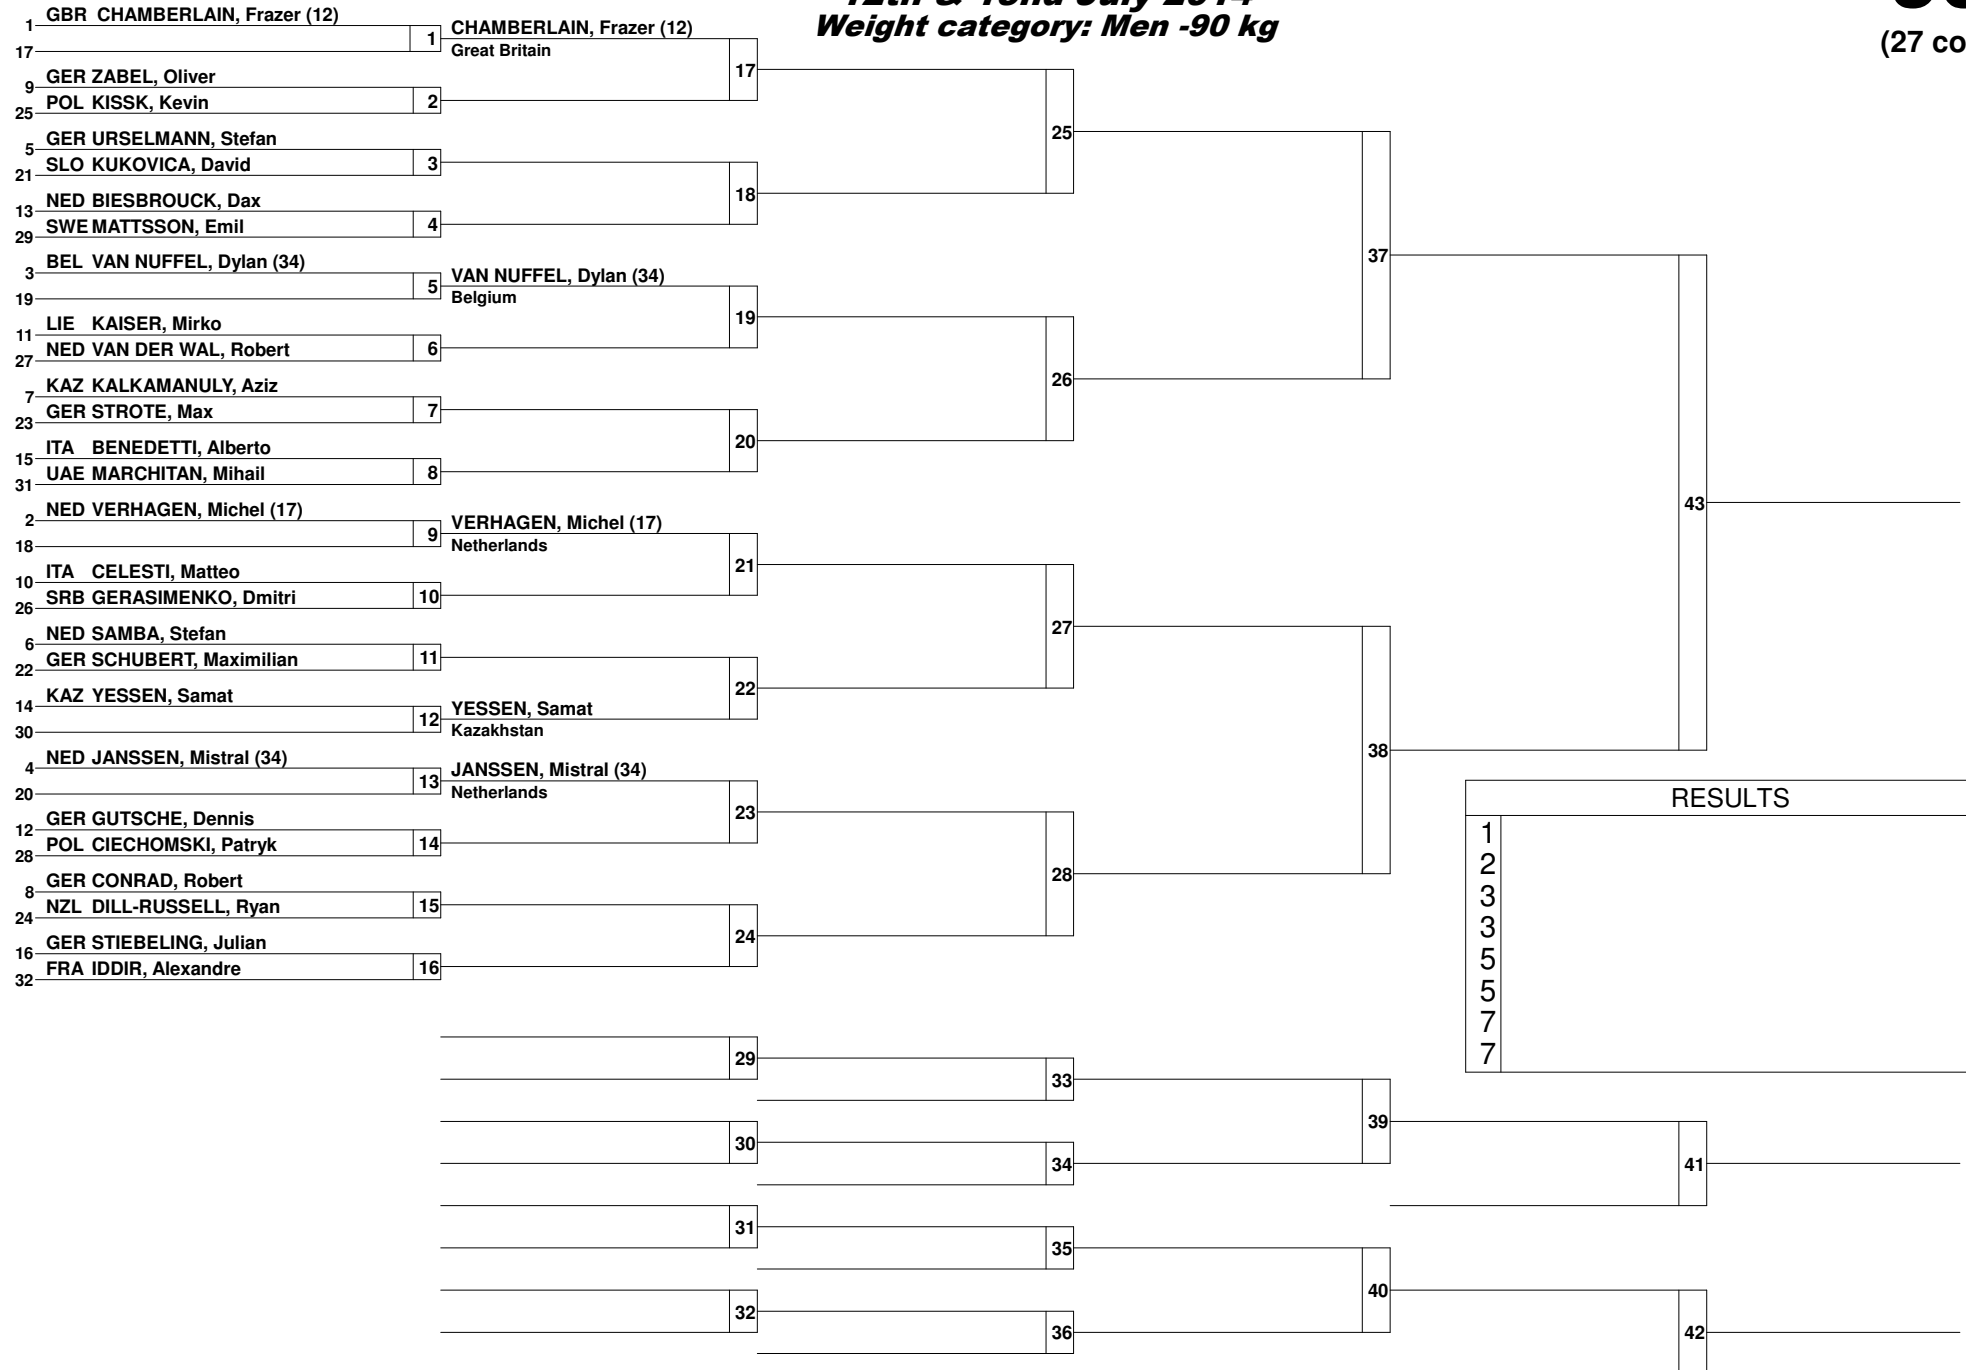 Weight category: Men -90 kg
(27 co
1 GBR CHAMBERLAIN, Frazer (12)
17
1 CHAMBERLAIN, Frazer (12)
Great Britain
9 GER ZABEL, Oliver
25 POL KISSK, Kevin
2
17
5 GER URSELMANN, Stefan
21 SLO KUKOVICA, David
3
13 NED BIESBROUCK, Dax
29 SWE MATTSSON, Emil
4
18
25
3 BEL VAN NUFFEL, Dylan (34)
19
5 VAN NUFFEL, Dylan (34)
Belgium
11 LIE KAISER, Mirko
27 NED VAN DER WAL, Robert
6
19
7 KAZ KALKAMANULY, Aziz
23 GER STROTE, Max
7
15 ITA BENEDETTI, Alberto
31 UAE MARCHITAN, Mihail
8
20
26
37
2 NED VERHAGEN, Michel (17)
18
9 VERHAGEN, Michel (17)
Netherlands
10 ITA CELESTI, Matteo
26 SRB GERASIMENKO, Dmitri
10
21
6 NED SAMBA, Stefan
22 GER SCHUBERT, Maximilian
11
14 KAZ YESSEN, Samat
30
12 YESSEN, Samat
Kazakhstan
22
27
4 NED JANSSEN, Mistral (34)
20
13 JANSSEN, Mistral (34)
Netherlands
12 GER GUTSCHE, Dennis
28 POL CIECHOMSKI, Patryk
14
23
8 GER CONRAD, Robert
24 NZL DILL-RUSSELL, Ryan
15
16 GER STIEBELING, Julian
32 FRA IDDIR, Alexandre
16
24
28
38
43
RESULTS
1
2
3
3
5
5
7
7
29
33
30
34
39
41
31
35
32
36
40
42